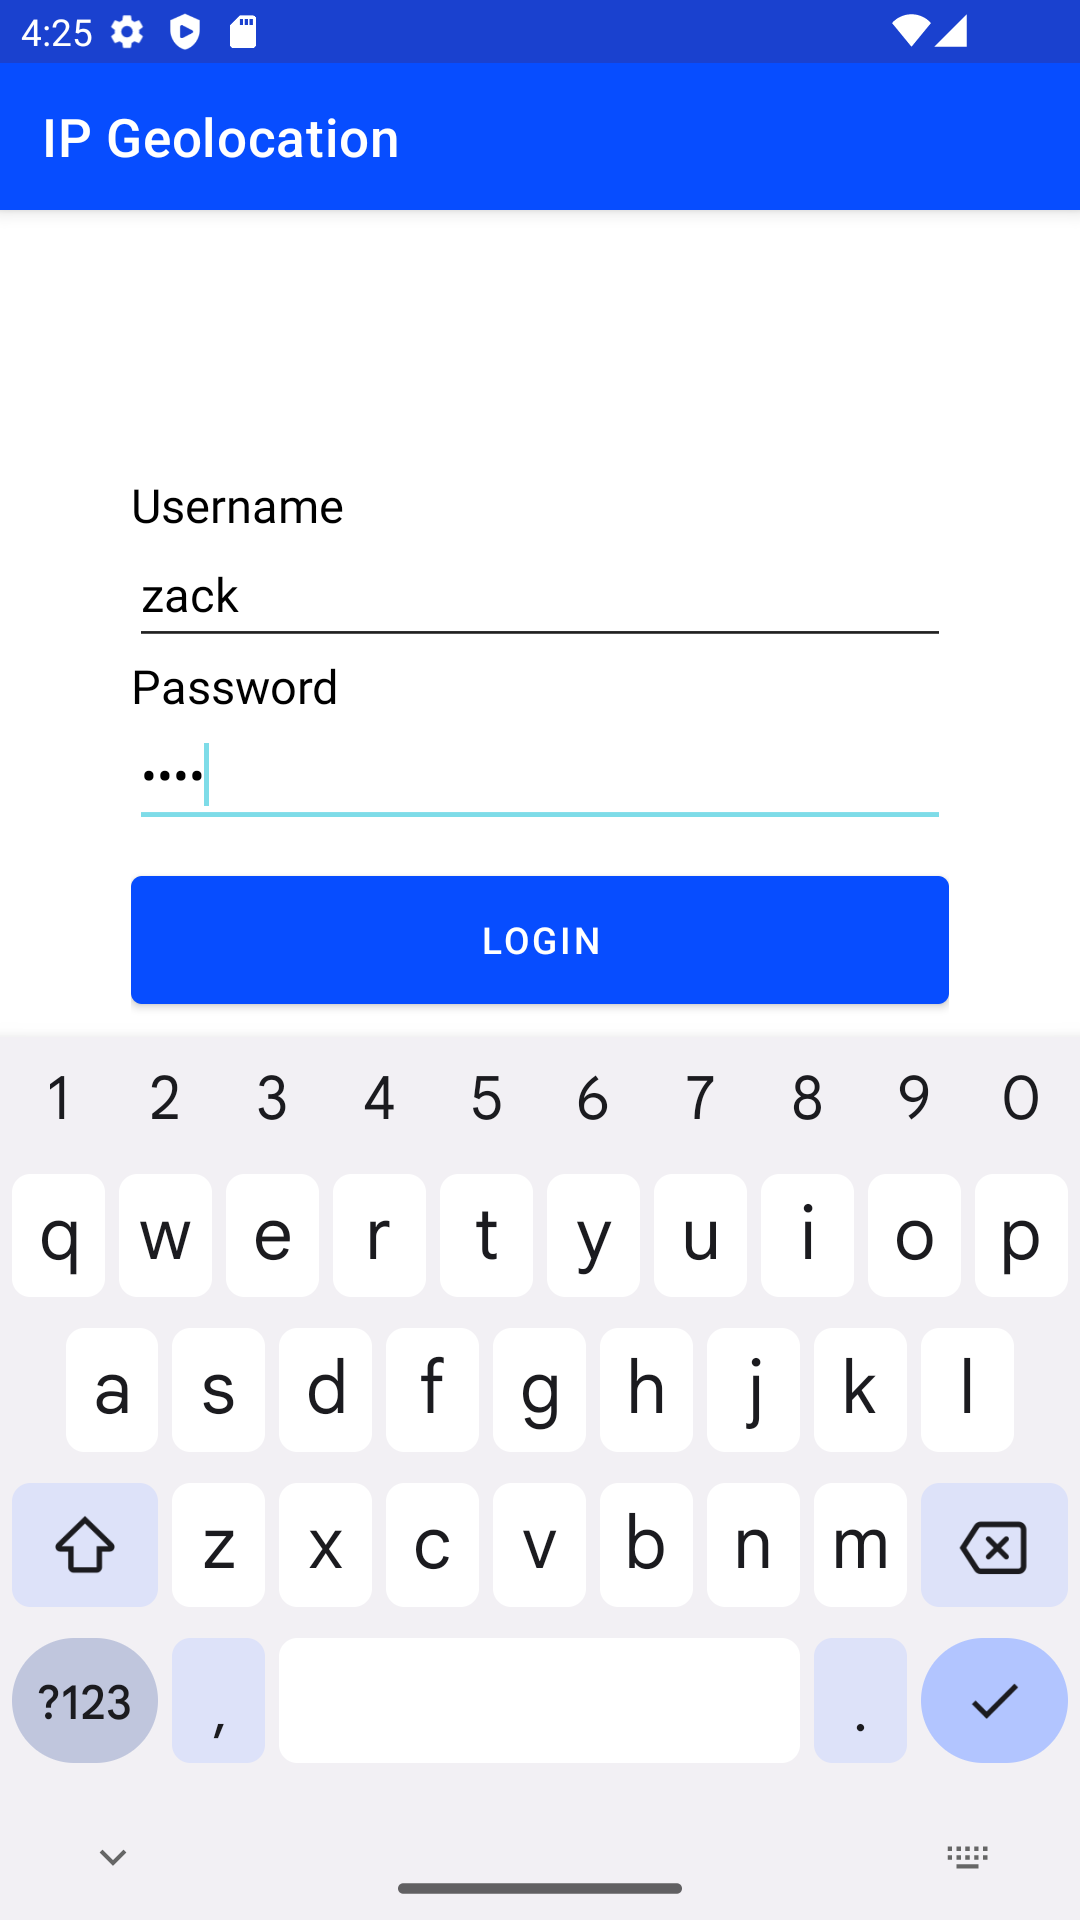 4:25
IP Geolocation
Username
zack
Password
••••
LOGIN
1 2 3 4 5 6 7 8 9 0
q w e r t y u i o p
a s d f g h j k l
z x c v b n m
?123 , .